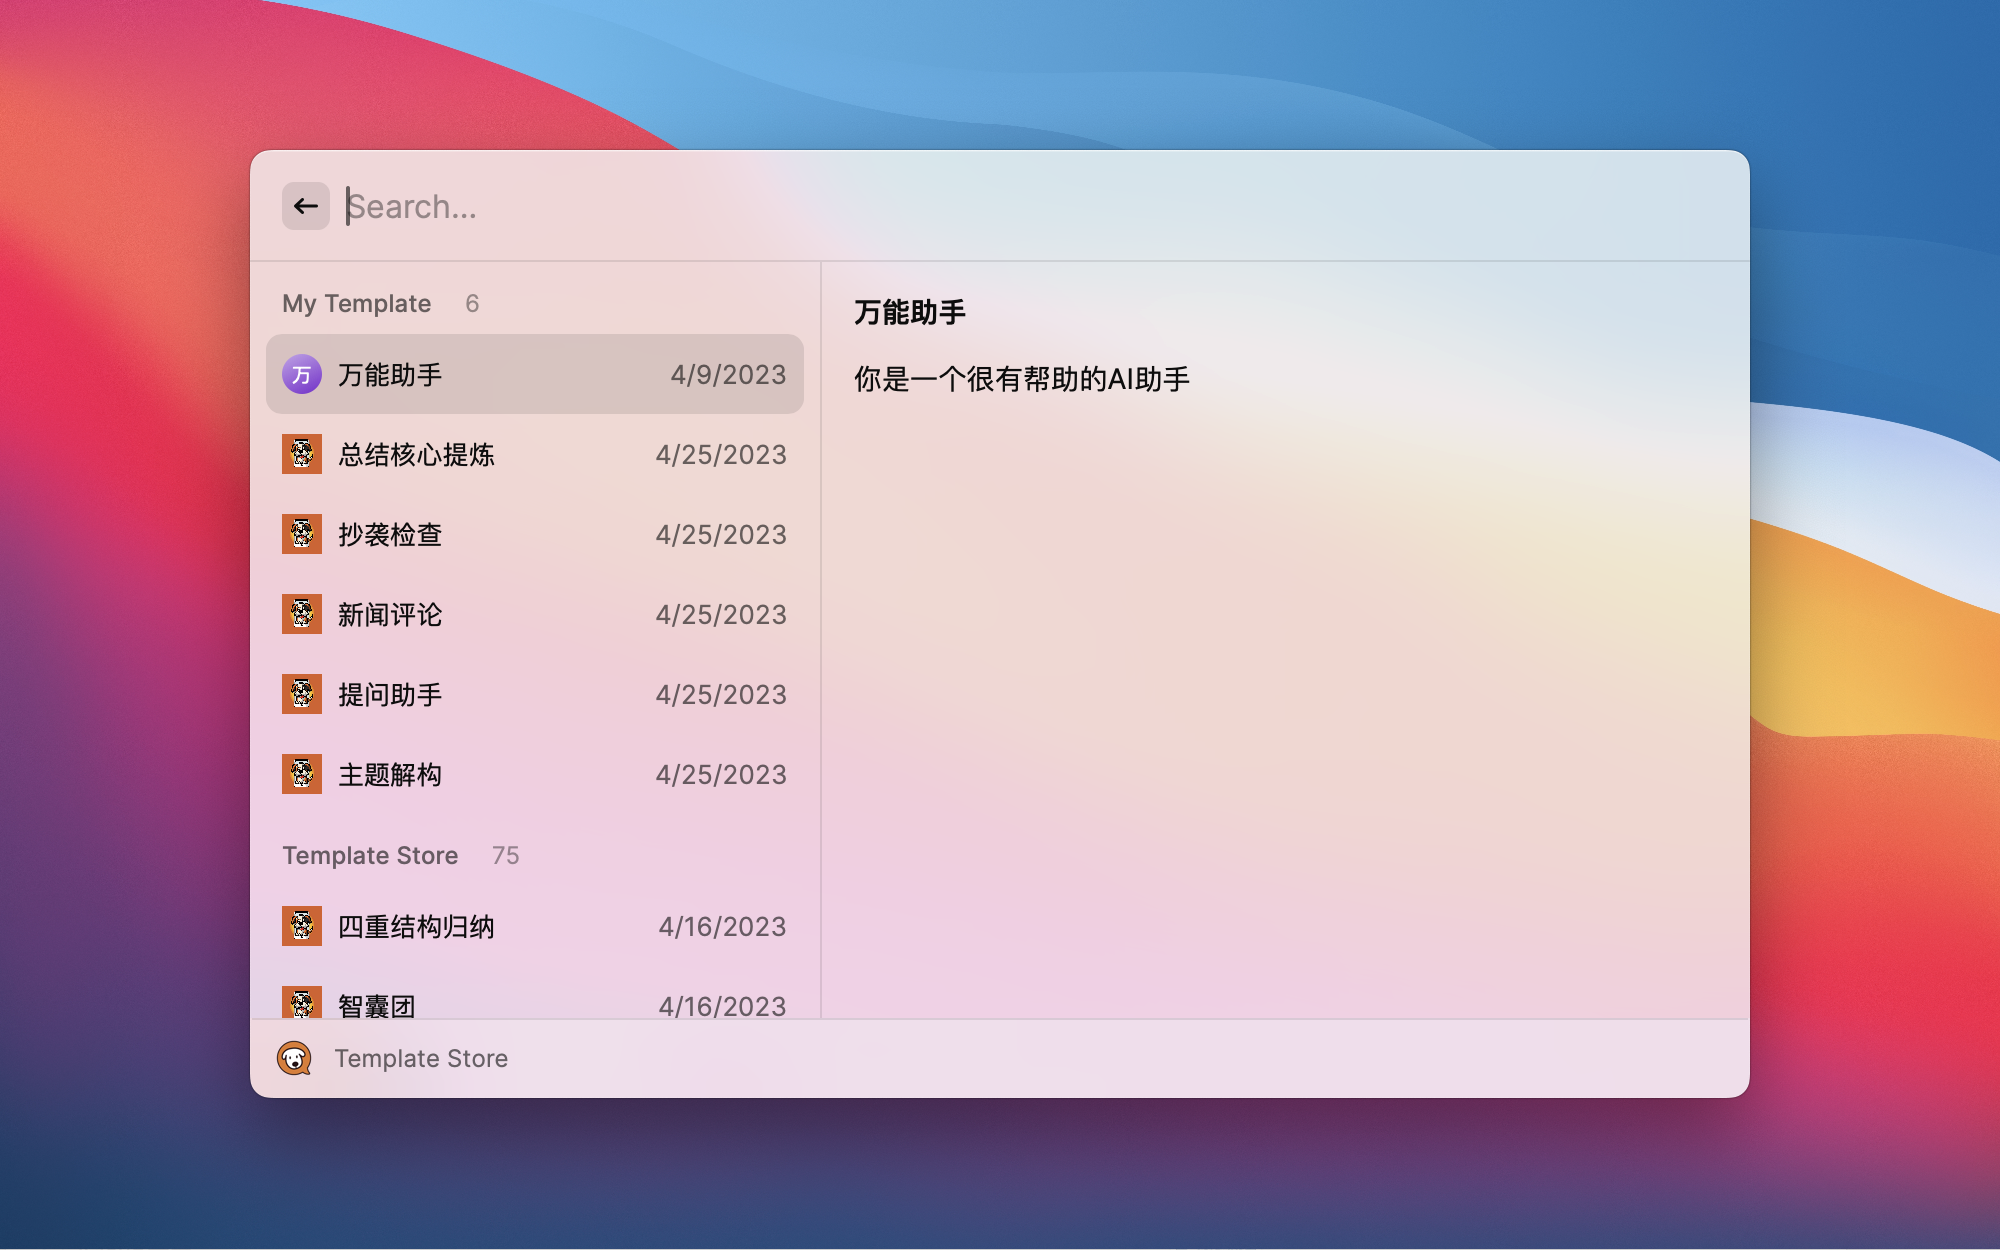 Search...
My Template 6
万 万能助手 4/9/2023
总结核心提炼 4/25/2023
抄袭检查 4/25/2023
新闻评论 4/25/2023
提问助手 4/25/2023
主题解构 4/25/2023
Template Store 75
四重结构归纳 4/16/2023
智囊团 4/16/2023
万能助手
你是一个很有帮助的AI助手
Template Store